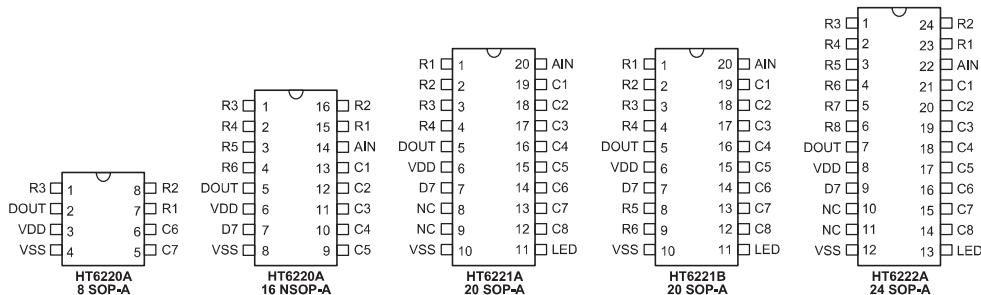 R3 1 8 R2
DOUT 2 7 R1
VDD 3 6 C6
VSS 4 5 C7
HT6220A
8 SOP-A
R3 1 16 R2
R4 2 15 R1
R5 3 14 AIN
R6 4 13 C1
DOUT 5 12 C2
VDD 6 11 C3
D7 7 10 C4
VSS 8 9 C5
HT6220A
16 NSOP-A
R1 1 20 AIN
R2 2 19 C1
R3 3 18 C2
R4 4 17 C3
DOUT 5 16 C4
VDD 6 15 C5
D7 7 14 C6
NC 8 13 C7
NC 9 12 C8
VSS 10 11 LED
HT6221A
20 SOP-A
R1 1 20 AIN
R2 2 19 C1
R3 3 18 C2
R4 4 17 C3
DOUT 5 16 C4
VDD 6 15 C5
D7 7 14 C6
R5 8 13 C7
R6 9 12 C8
VSS 10 11 LED
HT6221B
20 SOP-A
R3 1 24 R2
R4 2 23 R1
R5 3 22 AIN
R6 4 21 C1
R7 5 20 C2
R8 6 19 C3
DOUT 7 18 C4
VDD 8 17 C5
D7 9 16 C6
NC 10 15 C7
NC 11 14 C8
VSS 12 13 LED
HT6222A
24 SOP-A